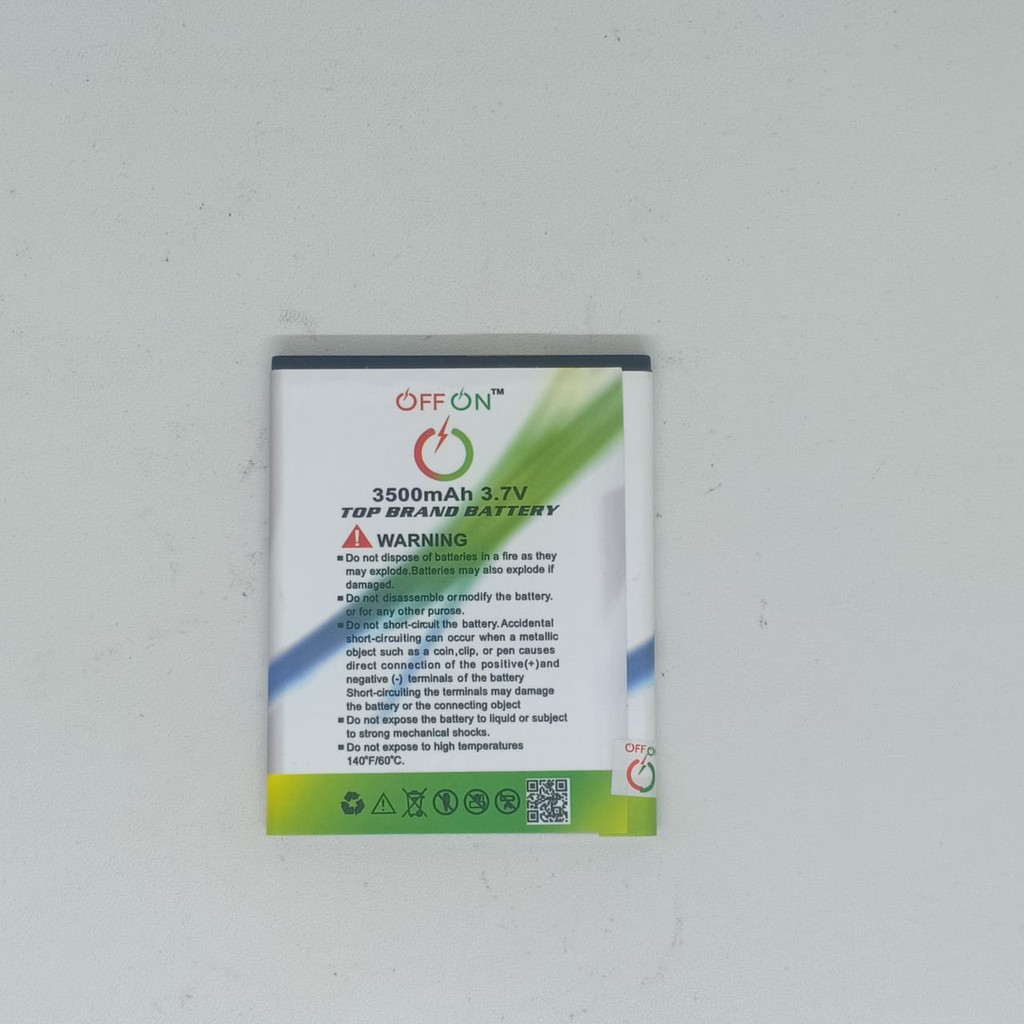 OFF ON™
3500mAh 3.7V
TOP BRAND BATTERY
WARNING
Do not dispose of batteries in a fire as they
may explode.Batteries may also explode if
damaged.
Do not disassemble or modify the battery.
or for any other purose.
Do not short-circuit the battery.Accidental
short-circuiting can occur when a metallic
object such as a coin,clip, or pen causes
direct connection of the positive(+)and
negative (-) terminals of the battery
Short-circuiting the terminals may damage
the battery or the connecting object
Do not expose the battery to liquid or subject
to strong mechanical shocks.
Do not expose to high temperatures
140°F/60°C.
OFF O